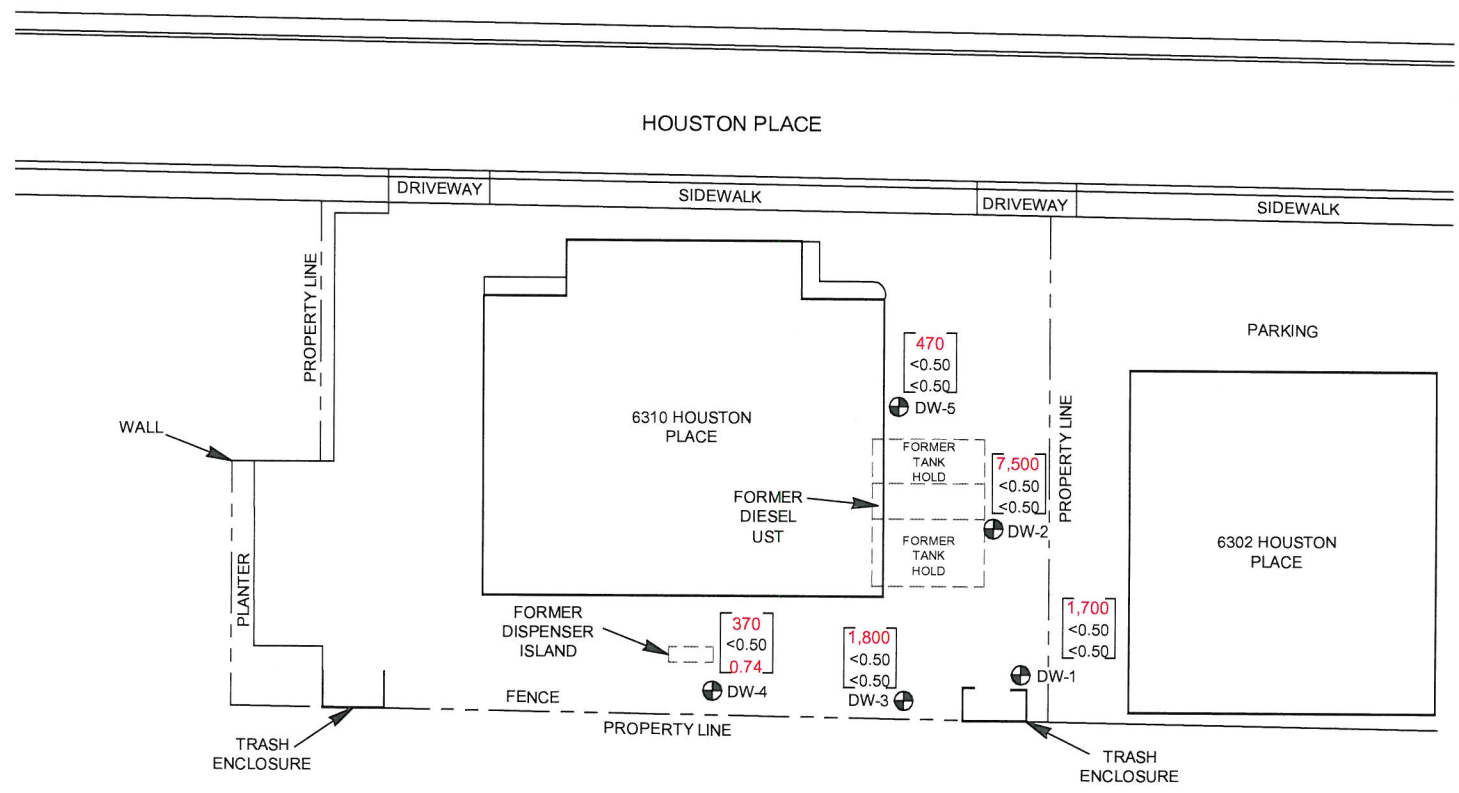 HOUSTON PLACE
DRIVEWAY
SIDEWALK
DRIVEWAY
SIDEWALK
PROPERTY LINE
PARKING
470
<0.50
<0.50
DW-5
6310 HOUSTON
PLACE
WALL
PROPERTY LINE
FORMER
TANK
HOLD
7,500
<0.50
<0.50
DW-2
FORMER
DIESEL
UST
FORMER
TANK
HOLD
6302 HOUSTON
PLACE
PLANTER
FORMER
DISPENSER
ISLAND
370
<0.50
0.74
DW-4
1,800
<0.50
<0.50
DW-3
1,700
<0.50
<0.50
DW-1
FENCE
PROPERTY LINE
TRASH
ENCLOSURE
TRASH
ENCLOSURE